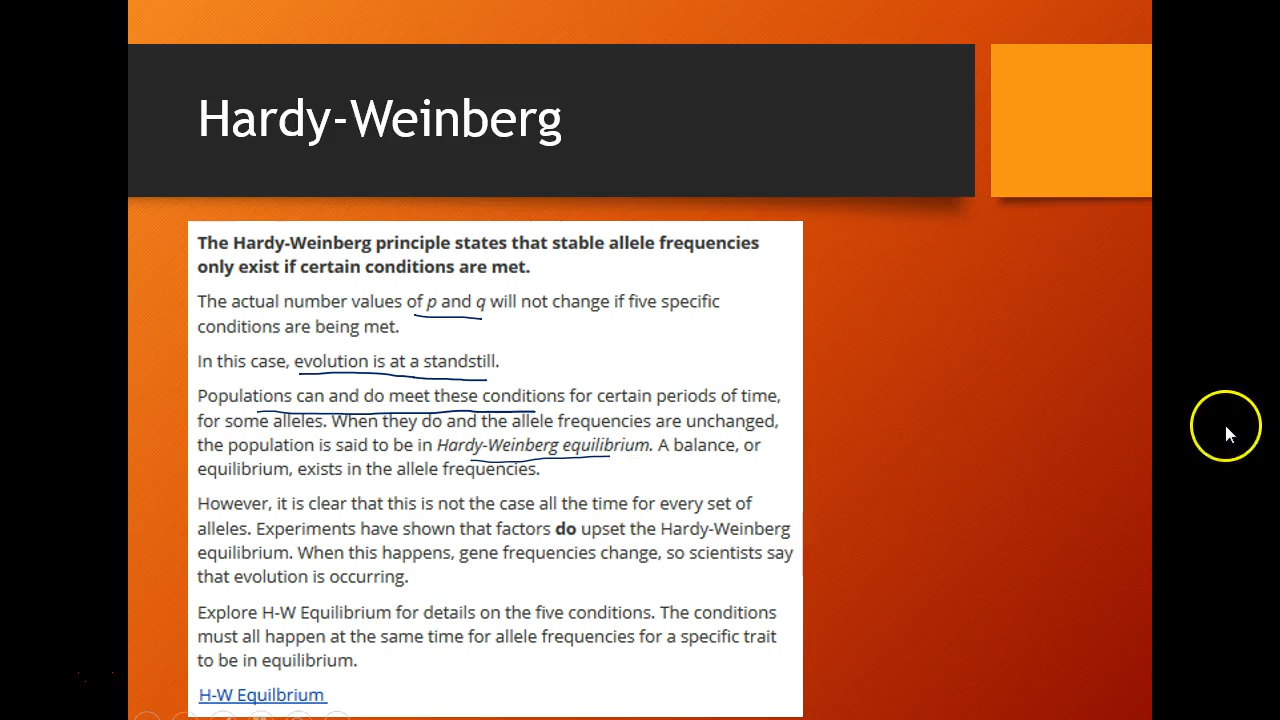 Hardy-Weinberg
The Hardy-Weinberg principle states that stable allele frequencies
only exist if certain conditions are met.
The actual number values of p and q will not change if five specific
conditions are being met.
In this case, evolution is at a standstill.
Populations can and do meet these conditions for certain periods of time,
for some alleles. When they do and the allele frequencies are unchanged,
the population is said to be in Hardy-Weinberg equilibrium. A balance, or
equilibrium, exists in the allele frequencies.
However, it is clear that this is not the case all the time for every set of
alleles. Experiments have shown that factors do upset the Hardy-Weinberg
equilibrium. When this happens, gene frequencies change, so scientists say
that evolution is occurring.
Explore H-W Equilibrium for details on the five conditions. The conditions
must all happen at the same time for allele frequencies for a specific trait
to be in equilibrium.
H-W Equilbrium